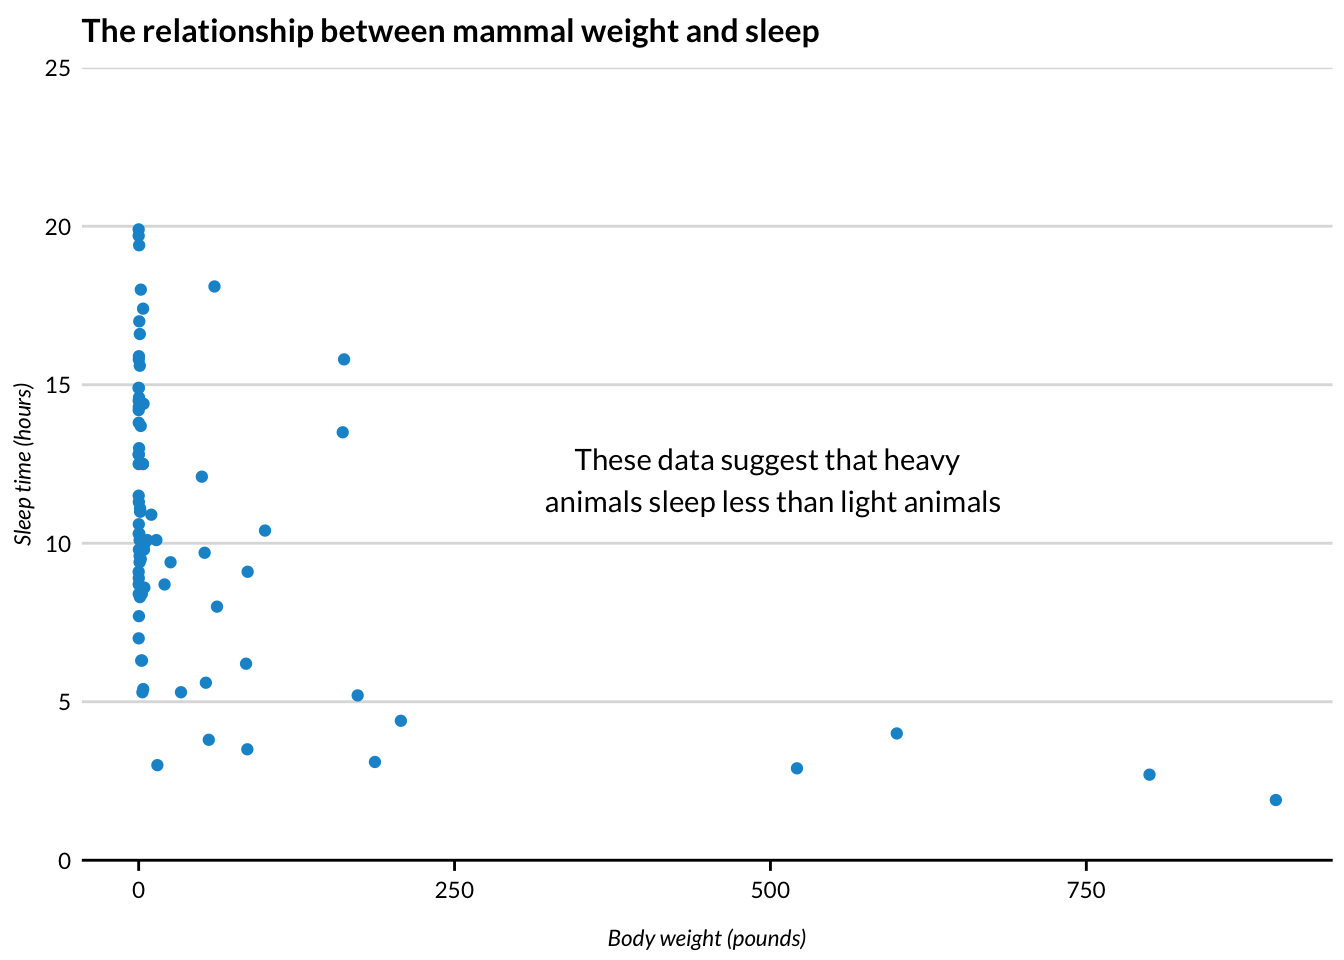 The relationship between mammal weight and sleep
25
20
15
10
5
0
Sleep time (hours)
These data suggest that heavy
animals sleep less than light animals
0 250 500 750
Body weight (pounds)